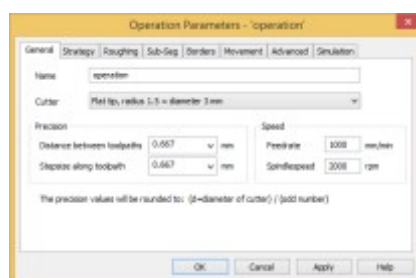 Operation Parameters - 'operation'
General Strategy Roughing Sub-Seg Borders Movement Advanced Simulation
Name operation
Cutter Flat tip, radius 1.5 = diameter 3 mm
Precision
Distance between toolpaths 0.667 mm
Stepsize along toolpath 0.667 mm
Speed
Feedrate 1000 mm/min
Spindlespeed 2000 rpm
The precision values will be rounded to: (d=diameter of cutter) / (odd number)
OK Cancel Apply Help